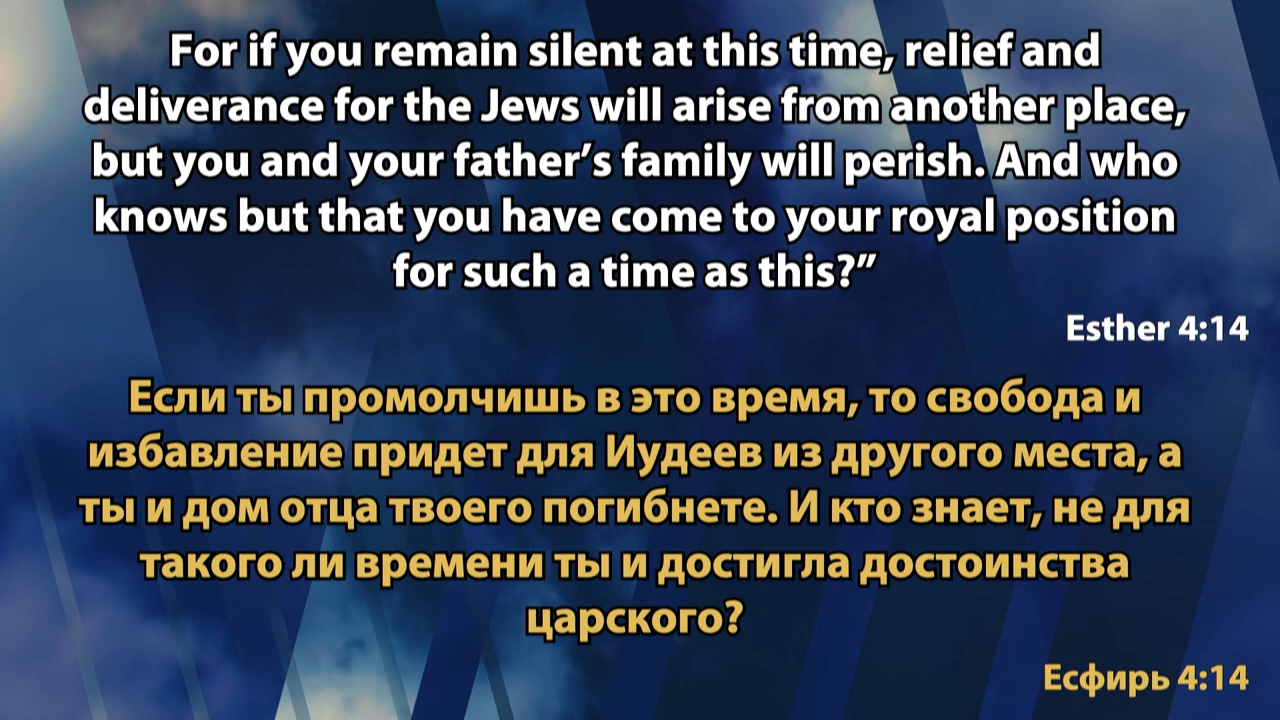 For if you remain silent at this time, relief and
deliverance for the Jews will arise from another place,
but you and your father’s family will perish. And who
knows but that you have come to your royal position
for such a time as this?”
Esther 4:14
Если ты промолчишь в это время, то свобода и
избавление придет для Иудеев из другого места, а
ты и дом отца твоего погибнете. И кто знает, не для
такого ли времени ты и достигла достоинства
царского?
Есфирь 4:14